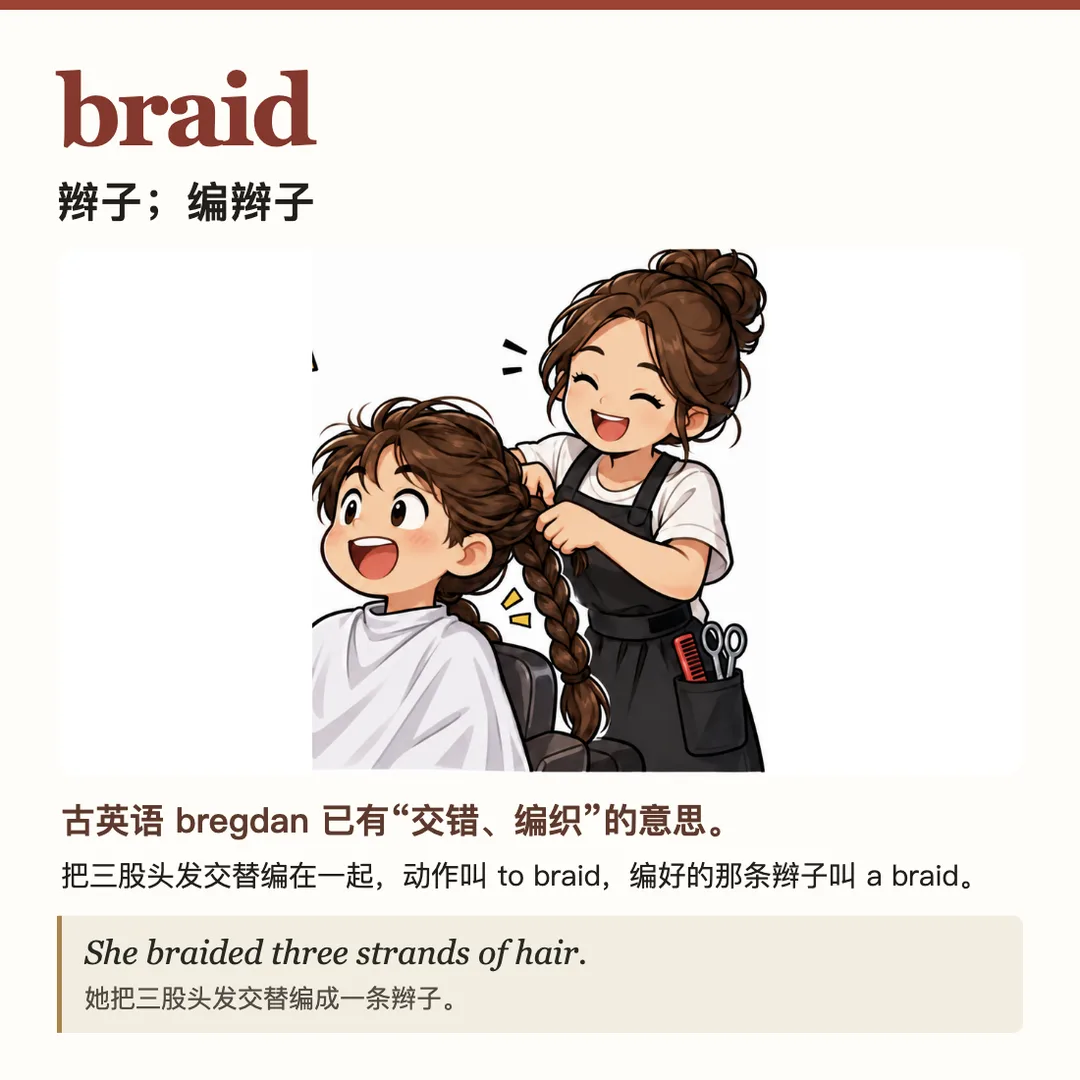 braid
辫子；编辫子
古英语 bregdan 已有“交错、编织”的意思。
把三股头发交替编在一起，动作叫 to braid，编好的那条辫子叫 a braid。
She braided three strands of hair.
她把三股头发交替编成一条辫子。